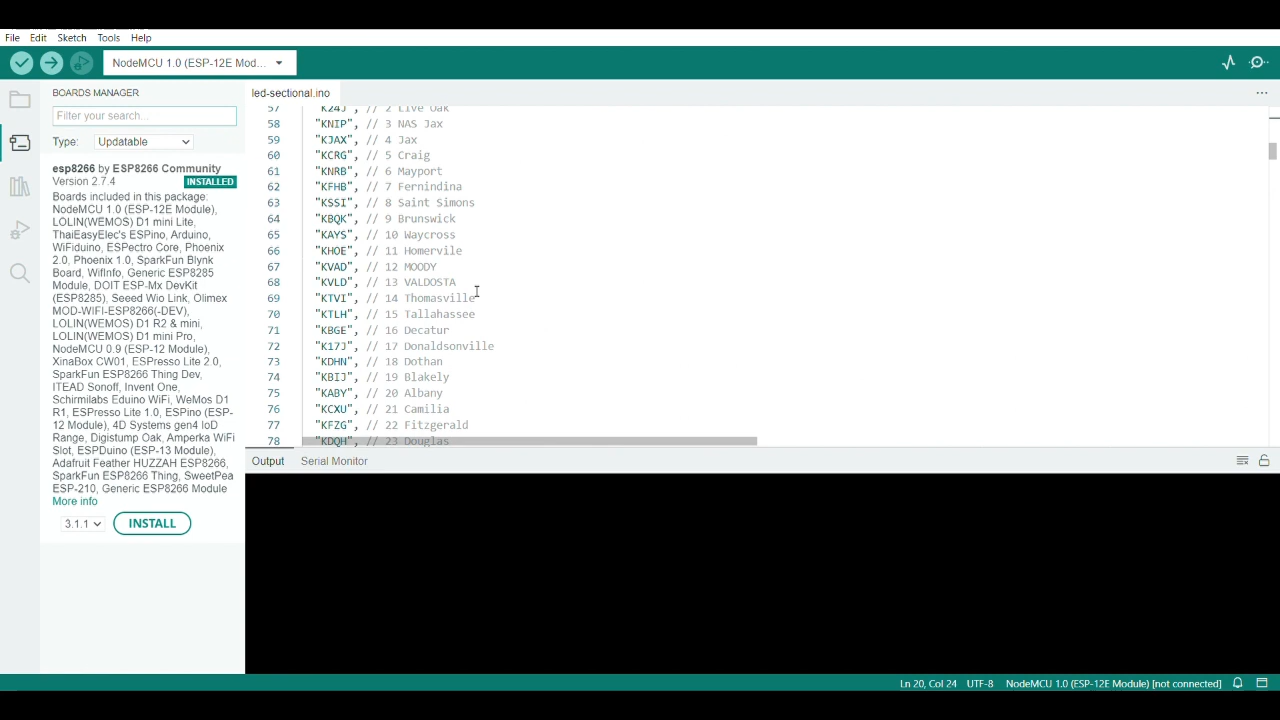 File Edit Sketch Tools Help
NodeMCU 1.0 (ESP-12E Mod...
BOARDS MANAGER
Filter your search...
Type: Updatable
esp8266 by ESP8266 Community
Version 2.7.4 INSTALLED
Boards included in this package:
NodeMCU 1.0 (ESP-12E Module),
LOLIN(WEMOS) D1 mini Lite,
ThaiEasyElec's ESPino, Arduino,
WiFiduino, ESPectro Core, Phoenix
2.0, Phoenix 1.0, SparkFun Blynk
Board, WifInfo, Generic ESP8285
Module, DOIT ESP-Mx DevKit
(ESP8285), Seeed Wio Link, Olimex
MOD-WIFI-ESP8266(-DEV),
LOLIN(WEMOS) D1 R2 & mini,
LOLIN(WEMOS) D1 mini Pro,
NodeMCU 0.9 (ESP-12 Module),
XinaBox CW01, ESPresso Lite 2.0,
SparkFun ESP8266 Thing Dev,
ITEAD Sonoff, Invent One,
Schirmilabs Eduino WiFi, WeMos D1
R1, ESPresso Lite 1.0, ESPino (ESP-
12 Module), 4D Systems gen4 IoD
Range, Digistump Oak, Amperka WiFi
Slot, ESPDuino (ESP-13 Module),
Adafruit Feather HUZZAH ESP8266,
SparkFun ESP8266 Thing, SweetPea
ESP-210, Generic ESP8266 Module
More info
3.1.1 INSTALL
led-sectional.ino
57 "K24J", // 2 Live Oak
58 "KNIP", // 3 NAS Jax
59 "KJAX", // 4 Jax
60 "KCRG", // 5 Craig
61 "KNRB", // 6 Mayport
62 "KFHB", // 7 Fernindina
63 "KSSI", // 8 Saint Simons
64 "KBQK", // 9 Brunswick
65 "KAYS", // 10 Waycross
66 "KHOE", // 11 Homervile
67 "KVAD", // 12 MOODY
68 "KVLD", // 13 VALDOSTA
69 "KTVI", // 14 Thomasville
70 "KTLH", // 15 Tallahassee
71 "KBGE", // 16 Decatur
72 "K17J", // 17 Donaldsonville
73 "KDHN", // 18 Dothan
74 "KBIJ", // 19 Blakely
75 "KABY", // 20 Albany
76 "KCXU", // 21 Camilia
77 "KFZG", // 22 Fitzgerald
78 "KDQH", // 23 Douglas
Output Serial Monitor
Ln 20, Col 24 UTF-8 NodeMCU 1.0 (ESP-12E Module) [not connected]